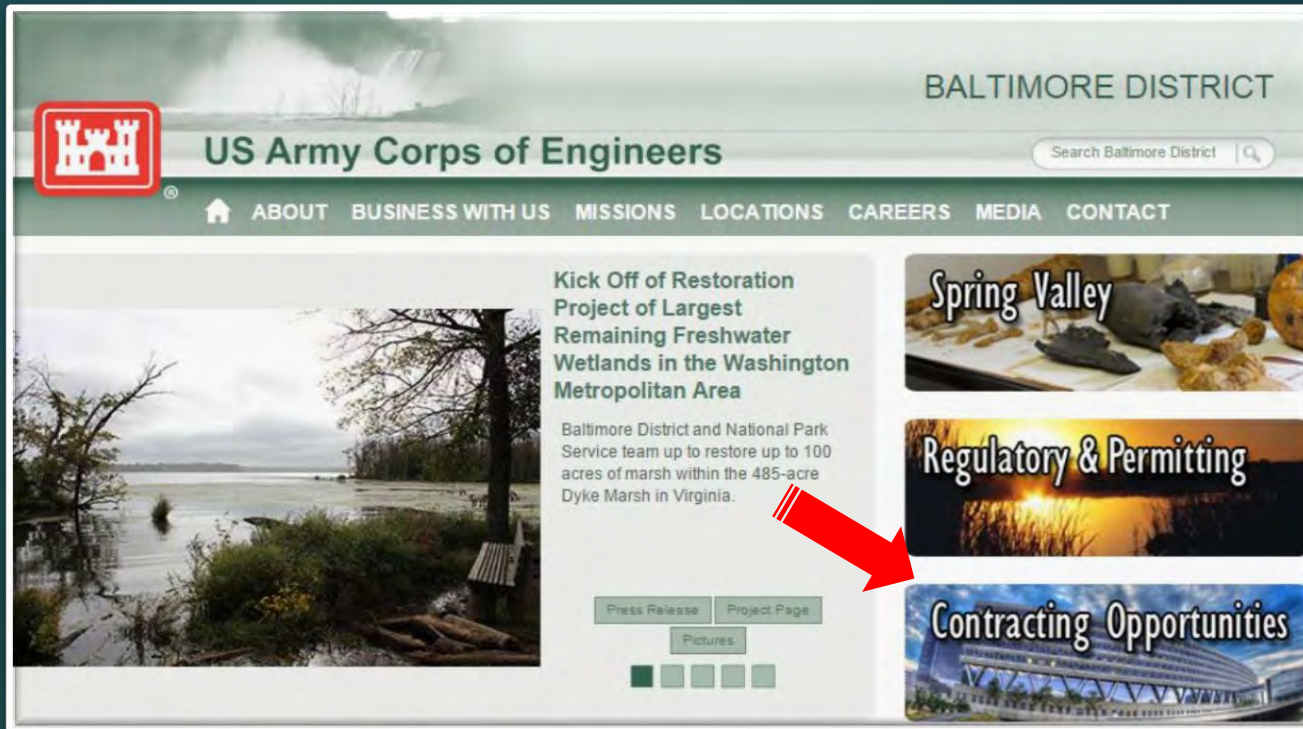 BALTIMORE DISTRICT
US Army Corps of Engineers
Search Baltimore District
®
ABOUT BUSINESS WITH US MISSIONS LOCATIONS CAREERS MEDIA CONTACT
Kick Off of Restoration
Project of Largest
Remaining Freshwater
Wetlands in the Washington
Metropolitan Area
Baltimore District and National Park
Service team up to restore up to 100
acres of marsh within the 485-acre
Dyke Marsh in Virginia.
Press Release Project Page
Pictures
Spring Valley
Regulatory & Permitting
Contracting Opportunities